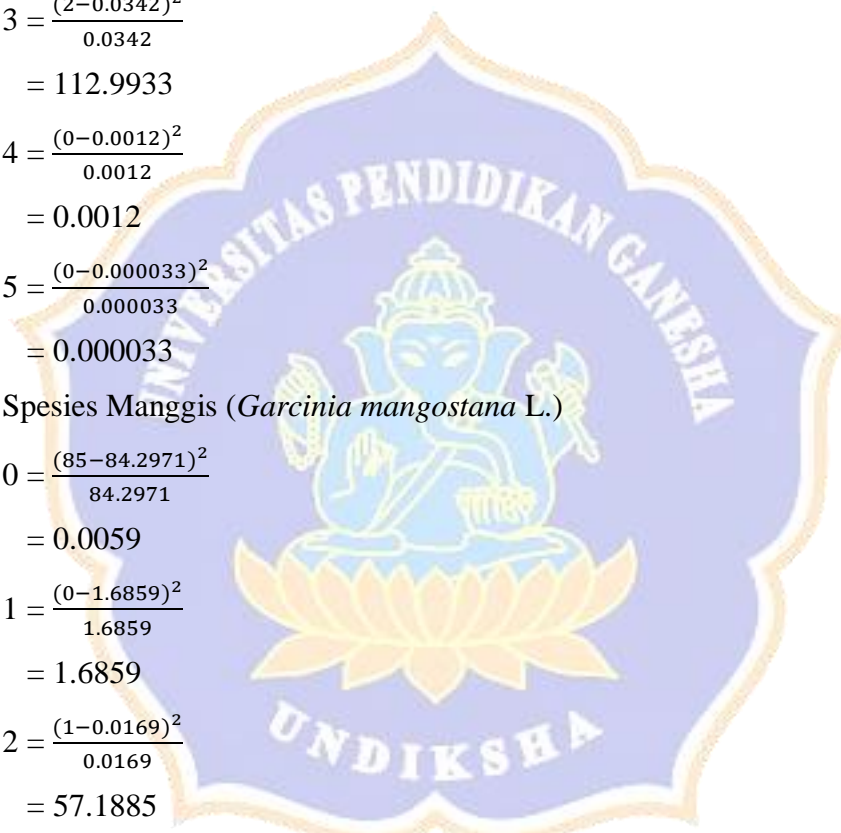 3 = (2−0.0342)² / 0.0342
= 112.9933
4 = (0−0.0012)² / 0.0012
= 0.0012
5 = (0−0.000033)² / 0.000033
= 0.000033
Spesies Manggis (Garcinia mangostana L.)
0 = (85−84.2971)² / 84.2971
= 0.0059
1 = (0−1.6859)² / 1.6859
= 1.6859
2 = (1−0.0169)² / 0.0169
= 57.1885
UNIVERSITAS PENDIDIKAN GANESHA
UNDIKSHA